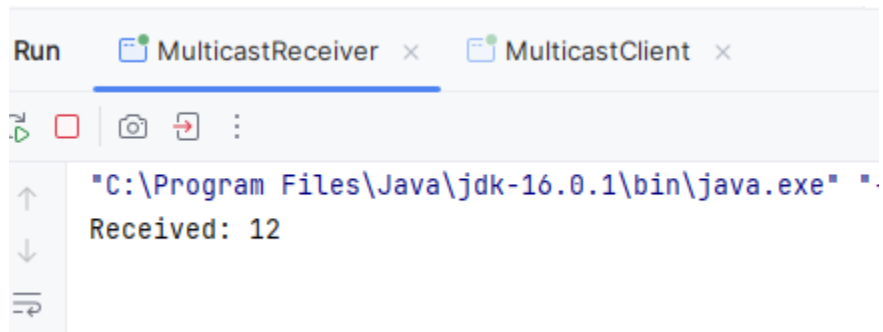 Run MulticastReceiver MulticastClient
"C:\Program Files\Java\jdk-16.0.1\bin\java.exe" "-
Received: 12